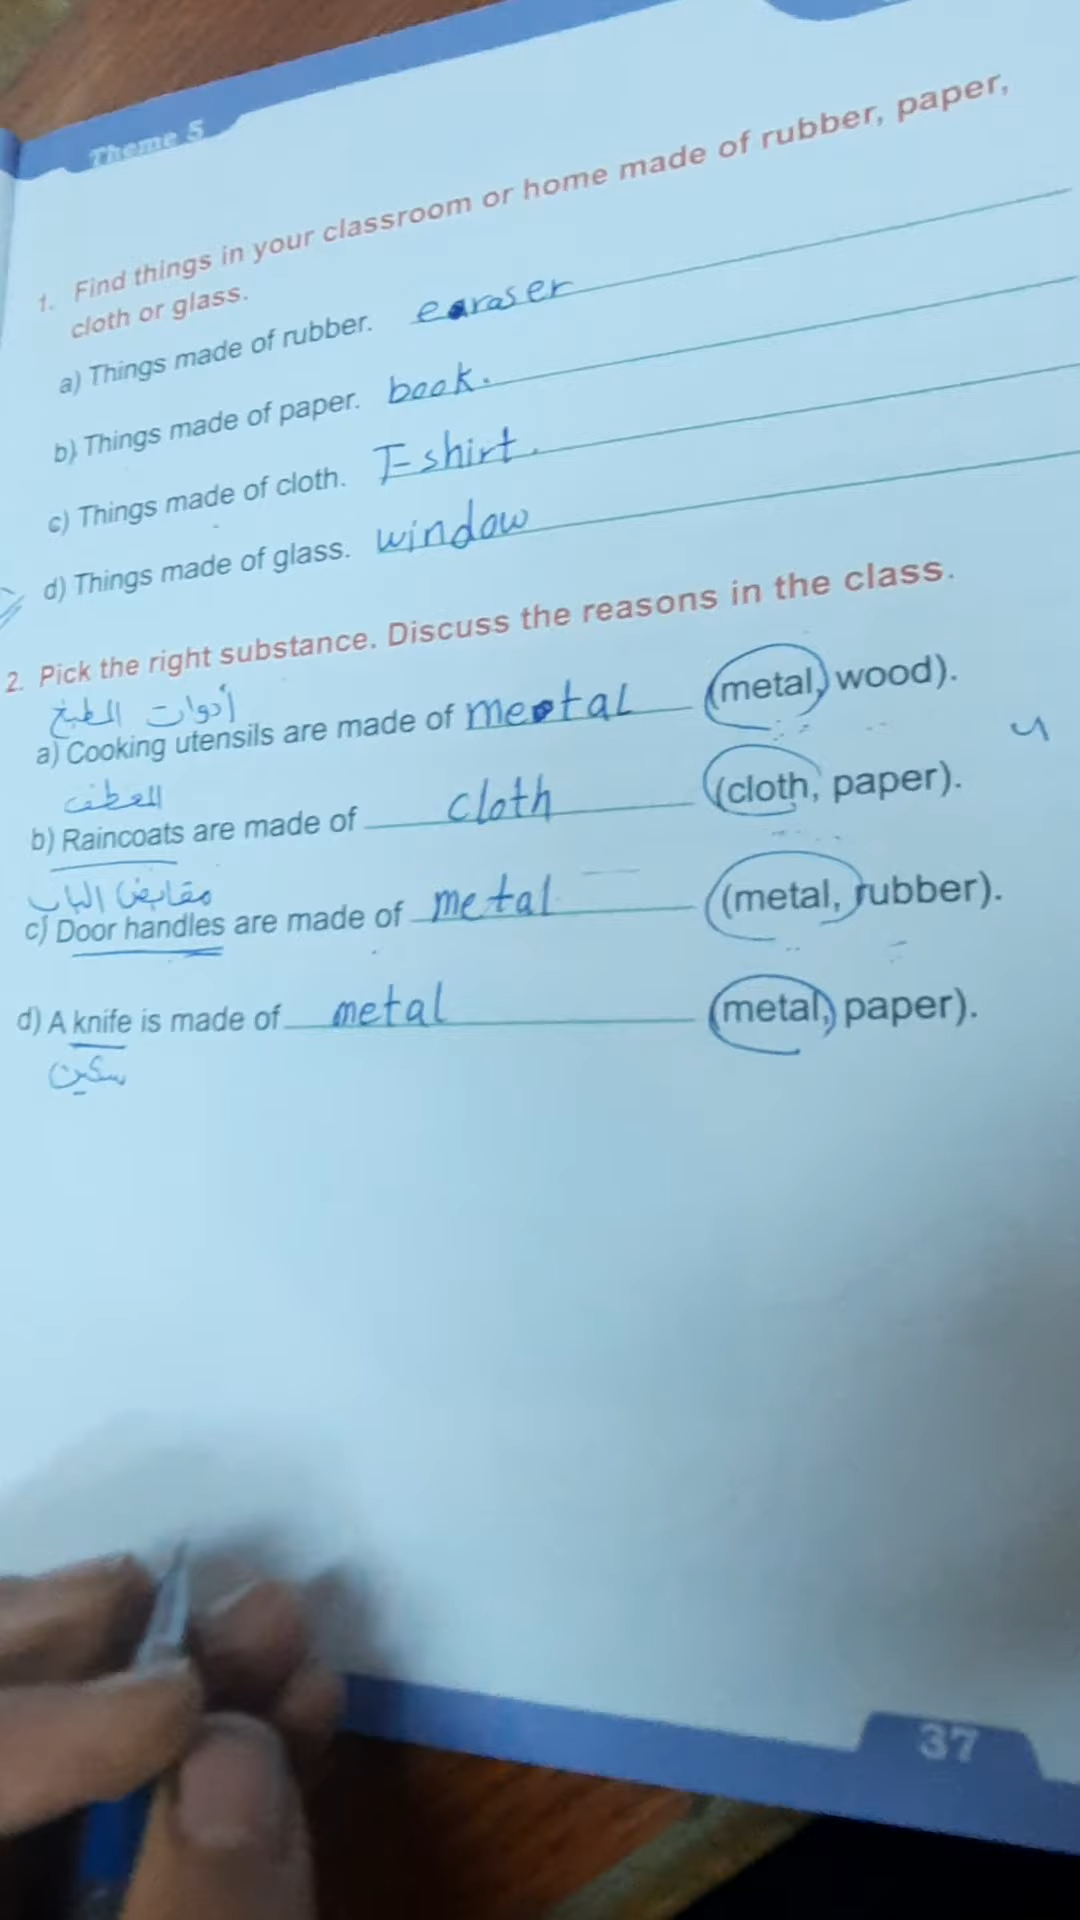 Theme 5
1. Find things in your classroom or home made of rubber, paper,
cloth or glass.
a) Things made of rubber. earaser
b) Things made of paper. book.
c) Things made of cloth. T-shirt.
d) Things made of glass. window
2. Pick the right substance. Discuss the reasons in the class.
أدوات الطبخ
a) Cooking utensils are made of metal (metal, wood).
المعطف
b) Raincoats are made of cloth (cloth, paper).
مقابض الباب
c) Door handles are made of metal (metal, rubber).
d) A knife is made of metal (metal, paper).
سكين
37